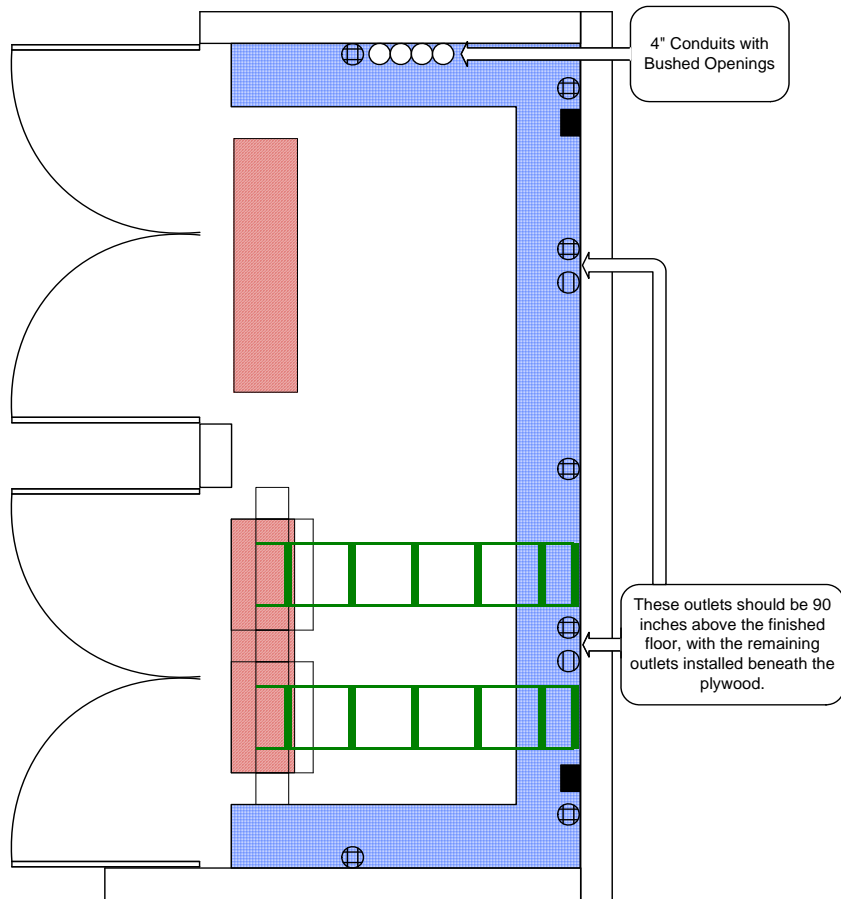 4" Conduits with
Bushed Openings
These outlets should be 90
inches above the finished
floor, with the remaining
outlets installed beneath the
plywood.